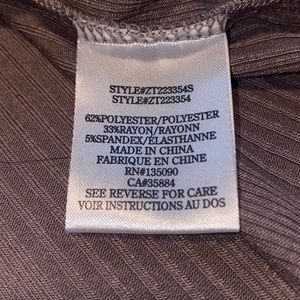 STYLE#ZT223354S
STYLE#ZT223354
62%POLYESTER/POLYESTER
33%RAYON/RAYONN
5%SPANDEX/ÉLASTHANNE
MADE IN CHINA
FABRIQUE EN CHINE
RN#135090
CA#35884
SEE REVERSE FOR CARE
VOIR INSTRUCTIONS AU DOS